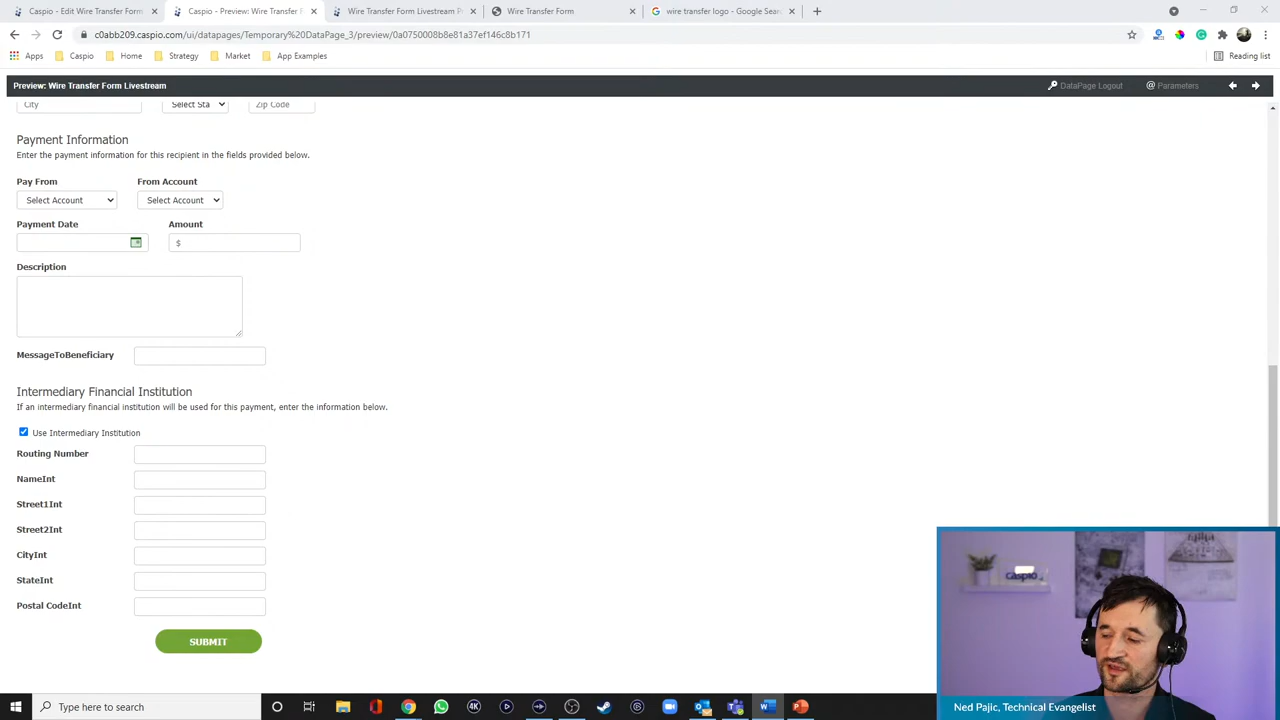 Caspio - Edit Wire Transfer Form
Caspio - Preview: Wire Transfer F
Wire Transfer Form Livestream P
Wire Transfer Form
wire transfer logo - Google Sear
c0abb209.caspio.com/ui/datapages/Temporary%20DataPage_3/preview/0a0750008b8e81a37ef146c8b171
Apps
Caspio
Home
Strategy
Market
App Examples
Reading list
Preview: Wire Transfer Form Livestream
DataPage Logout
@ Parameters
City
Select Sta
Zip Code
Payment Information
Enter the payment information for this recipient in the fields provided below.
Pay From
From Account
Select Account
Select Account
Payment Date
Amount
$
Description
MessageToBeneficiary
Intermediary Financial Institution
If an intermediary financial institution will be used for this payment, enter the information below.
Use Intermediary Institution
Routing Number
NameInt
Street1Int
Street2Int
CityInt
StateInt
Postal CodeInt
SUBMIT
caspio
Ned Pajic, Technical Evangelist
Type here to search
4K